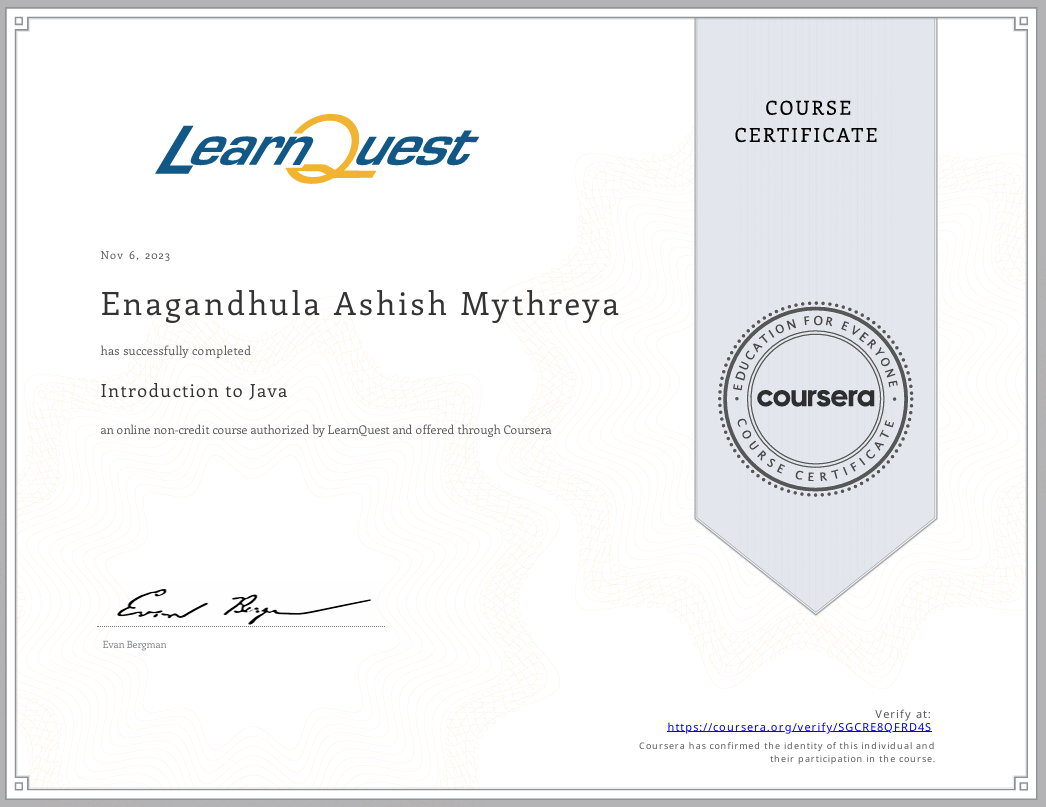 LearnQuest
COURSE
CERTIFICATE
Nov 6, 2023
Enagandhula Ashish Mythreya
has successfully completed
Introduction to Java
an online non-credit course authorized by LearnQuest and offered through Coursera
EDUCATION FOR EVERYONE
coursera
COURSE CERTIFICATE
Evan Berge
Evan Bergman
Verify at:
https://coursera.org/verify/SGCRE8QFRD4S
Coursera has confirmed the identity of this individual and
their participation in the course.